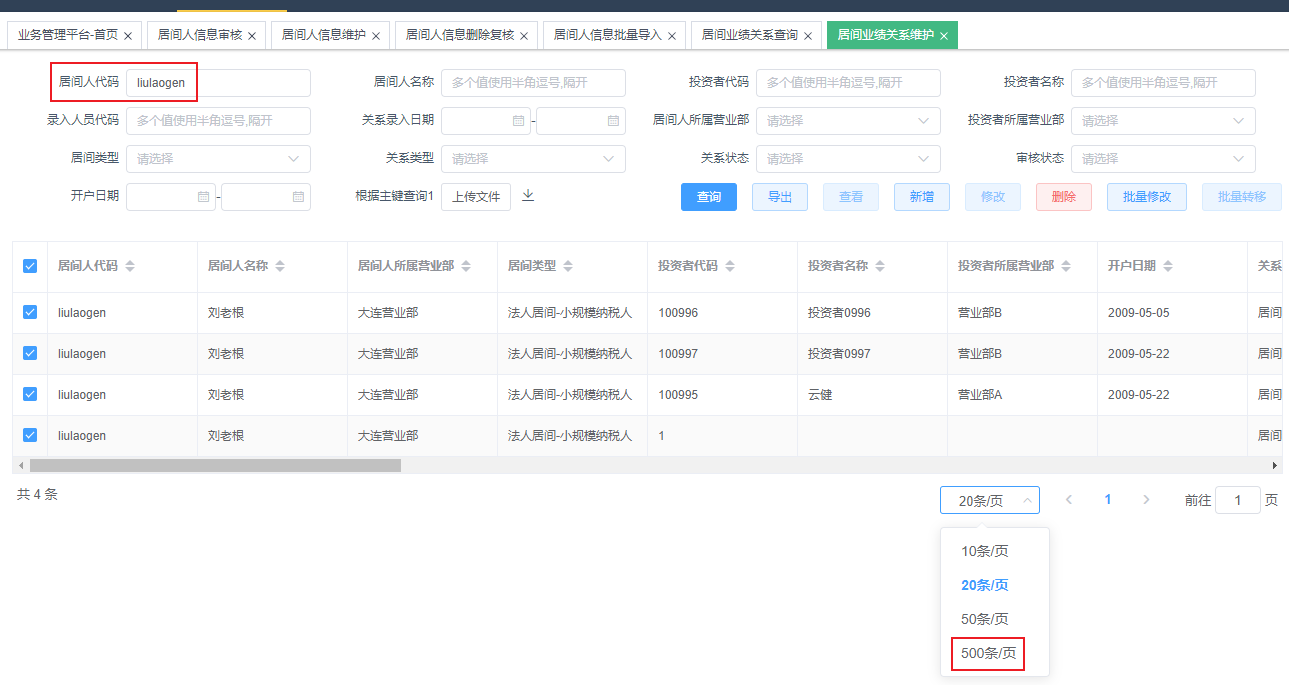 业务管理平台-首页 × 居间人信息审核 × 居间人信息维护 × 居间人信息删除复核 × 居间人信息批量导入 × 居间业绩关系查询 × 居间业绩关系维护 ×
居间人代码 liulaogen 居间人名称 多个值使用半角逗号,隔开 投资者代码 多个值使用半角逗号,隔开 投资者名称 多个值使用半角逗号,隔开
录入人员代码 多个值使用半角逗号,隔开 关系录入日期 - 居间人所属营业部 请选择 投资者所属营业部 请选择
居间类型 请选择 关系类型 请选择 关系状态 请选择 审核状态 请选择
开户日期 - 根据主键查询1 上传文件 查询 导出 查看 新增 修改 删除 批量修改 批量转移
居间人代码 居间人名称 居间人所属营业部 居间类型 投资者代码 投资者名称 投资者所属营业部 开户日期 关系
liulaogen 刘老根 大连营业部 法人居间-小规模纳税人 100996 投资者0996 营业部B 2009-05-05 居间
liulaogen 刘老根 大连营业部 法人居间-小规模纳税人 100997 投资者0997 营业部B 2009-05-22 居间
liulaogen 刘老根 大连营业部 法人居间-小规模纳税人 100995 云健 营业部A 2009-05-22 居间
liulaogen 刘老根 大连营业部 法人居间-小规模纳税人 1 居间
共 4 条 20条/页 1 前往 1 页
10条/页
20条/页
50条/页
500条/页